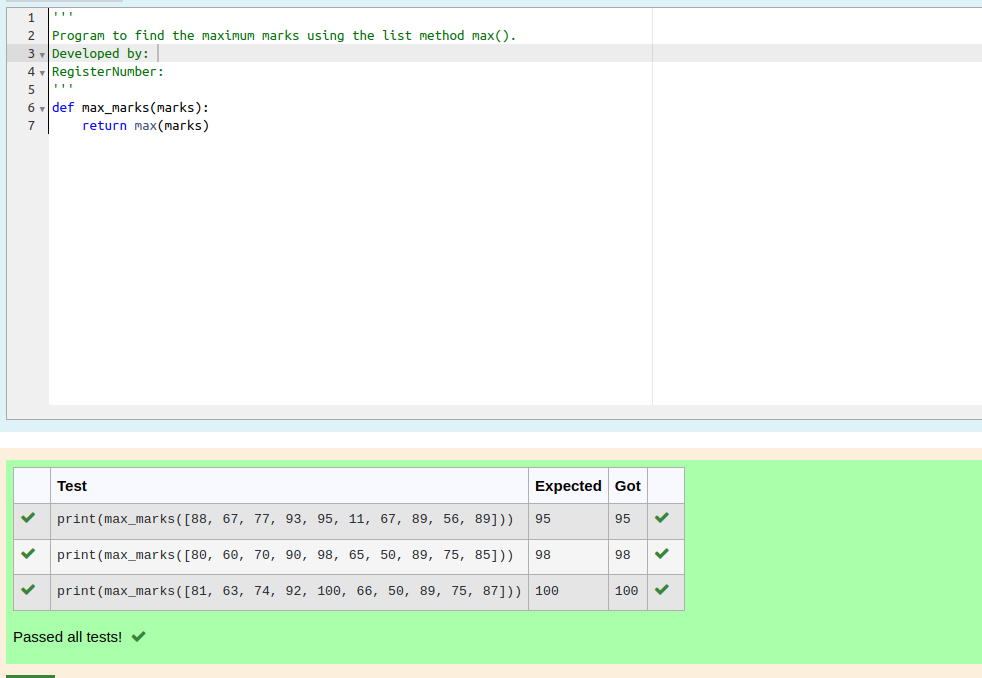 1 '''
2 Program to find the maximum marks using the list method max().
3 Developed by:
4 RegisterNumber:
5 '''
6 def max_marks(marks):
7     return max(marks)
Test Expected Got
print(max_marks([88, 67, 77, 93, 95, 11, 67, 89, 56, 89])) 95 95
print(max_marks([80, 60, 70, 90, 98, 65, 50, 89, 75, 85])) 98 98
print(max_marks([81, 63, 74, 92, 100, 66, 50, 89, 75, 87])) 100 100
Passed all tests!